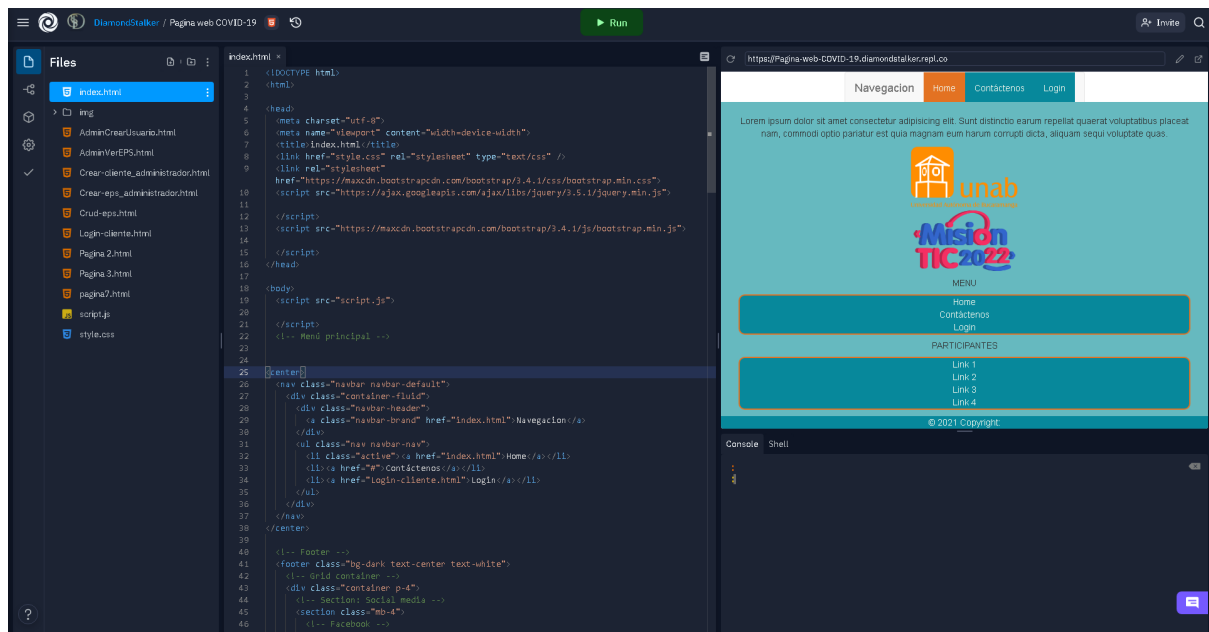 DiamondStalker / Pagina web COVID-19
Run
Invite
Files
index.html
img
AdminCrearUsuario.html
AdminVerEPS.html
Crear-cliente_administrador.html
Crear-eps_administrador.html
Crud-eps.html
Login-cliente.html
Pagina 2.html
Pagina 3.html
pagina7.html
script.js
style.css
?
index.html ×
1 <!DOCTYPE html>
2 <html>
3
4 <head>
5 <meta charset="utf-8">
6 <meta name="viewport" content="width=device-width">
7 <title>index.html</title>
8 <link href="style.css" rel="stylesheet" type="text/css" />
9 <link rel="stylesheet"
href="https://maxcdn.bootstrapcdn.com/bootstrap/3.4.1/css/bootstrap.min.css">
10 <script src="https://ajax.googleapis.com/ajax/libs/jquery/3.5.1/jquery.min.js">
11
12 </script>
13 <script src="https://maxcdn.bootstrapcdn.com/bootstrap/3.4.1/js/bootstrap.min.js">
14
15 </script>
16 </head>
17
18 <body>
19 <script src="script.js">
20
21 </script>
22 <!-- Menú principal -->
23
24
25 <center>
26 <nav class="navbar navbar-default">
27 <div class="container-fluid">
28 <div class="navbar-header">
29 <a class="navbar-brand" href="index.html">Navegacion</a>
30 </div>
31 <ul class="nav navbar-nav">
32 <li class="active"><a href="index.html">Home</a></li>
33 <li><a href="#">Contáctenos</a></li>
34 <li><a href="Login-cliente.html">Login</a></li>
35 </ul>
36 </div>
37 </nav>
38 </center>
39
40 <!-- Footer -->
41 <footer class="bg-dark text-center text-white">
42 <!-- Grid container -->
43 <div class="container p-4">
44 <!-- Section: Social media -->
45 <section class="mb-4">
46 <!-- Facebook -->
https://Pagina-web-COVID-19.diamondstalker.repl.co
Navegacion Home Contáctenos Login
Lorem ipsum dolor sit amet consectetur adipisicing elit. Sunt distinctio earum repellat quaerat voluptatibus placeat
nam, commodi optio pariatur est quia magnam eum harum corrupti dicta, aliquam sequi voluptate quas.
unab
Misión
TIC2022
MENU
Home
Contáctenos
Login
PARTICIPANTES
Link 1
Link 2
Link 3
Link 4
© 2021 Copyright:
Console Shell